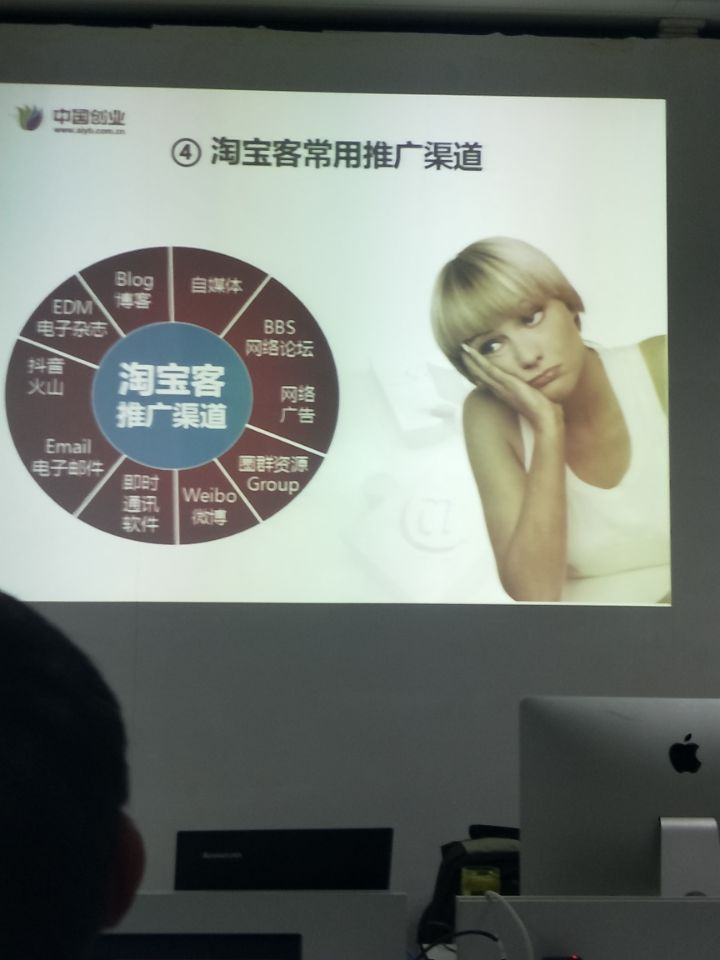 中国创业
www.siyb.com.cn
④ 淘宝客常用推广渠道
Blog
博客
自媒体
EDM
电子杂志
BBS
网络论坛
抖音
火山
淘宝客
推广渠道
网络
广告
Email
电子邮件
圈群资源
Group
即时
通讯
软件
Weibo
微博
@
lenovo